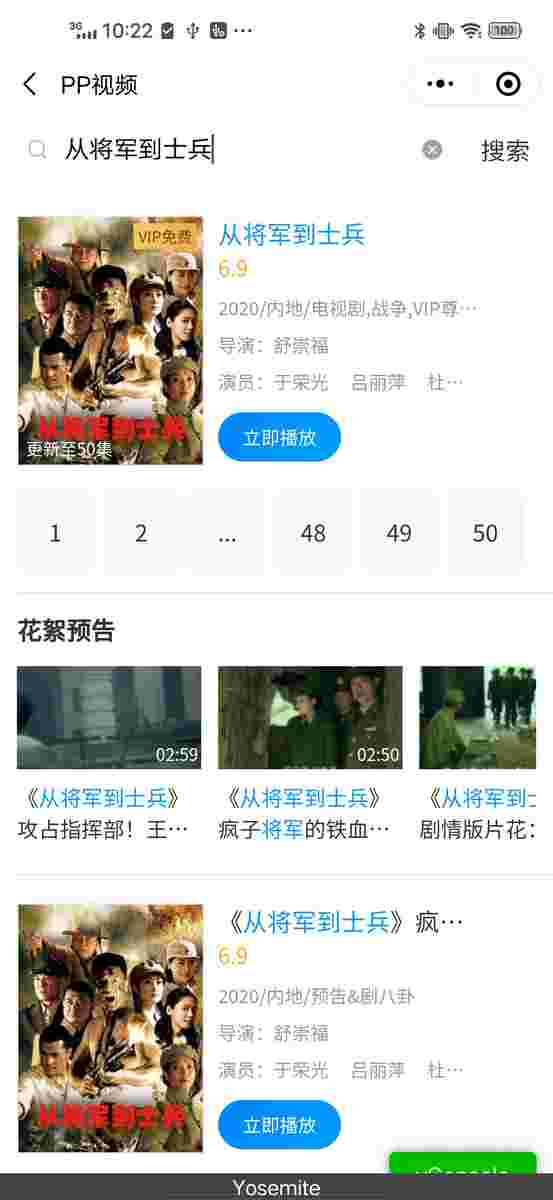 3G 10:22 ... 100
PP视频
从将军到士兵 搜索
VIP免费
从将军到士兵
更新至50集
从将军到士兵
6.9
2020/内地/电视剧,战争,VIP尊…
导演：舒崇福
演员：于荣光 吕丽萍 杜…
立即播放
1 2 ... 48 49 50
花絮预告
02:59
《从将军到士兵》
攻占指挥部！王…
02:50
《从将军到士兵》
疯子将军的铁血…
《从将军到士
剧情版片花：
从将军到士兵
《从将军到士兵》疯…
6.9
2020/内地/预告&剧八卦
导演：舒崇福
演员：于荣光 吕丽萍 杜…
立即播放
vConsole
Yosemite